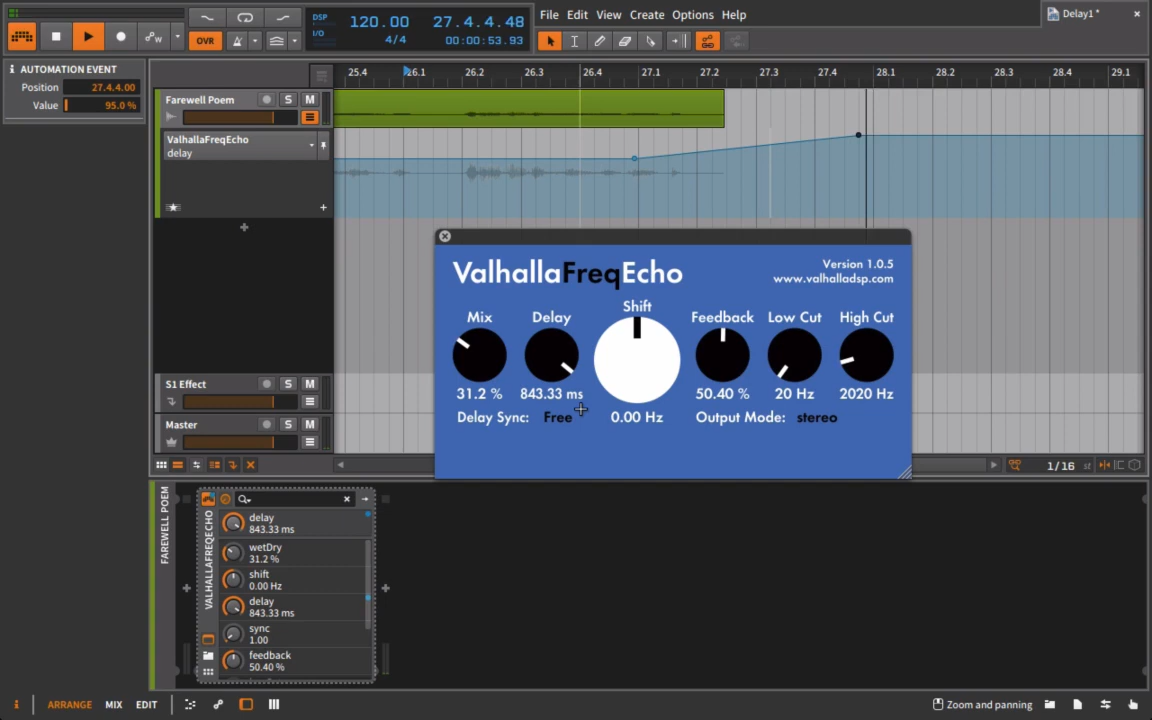 DSP
I/O
120.00
4/4
27.4.4.48
00:00:53.93
File Edit View Create Options Help
Delay1 *
OVR
AUTOMATION EVENT
Position 27.4.4.00
Value 95.0 %
25.4 26.1 26.2 26.3 26.4 27.1 27.2 27.3 27.4 28.1 28.2 28.3 28.4 29.1
Farewell Poem S M
ValhallaFreqEcho
delay
ValhallaFreqEcho
Version 1.0.5
www.valhalladsp.com
Mix Delay Shift Feedback Low Cut High Cut
31.2 % 843.33 ms 0.00 Hz 50.40 % 20 Hz 2020 Hz
Delay Sync: Free
Output Mode: stereo
S1 Effect S M
Master S M
1/16
FAREWELL POEM
VALHALLAFREQECHO
delay
843.33 ms
wetDry
31.2 %
shift
0.00 Hz
delay
843.33 ms
sync
1.00
feedback
50.40 %
i ARRANGE MIX EDIT
Zoom and panning